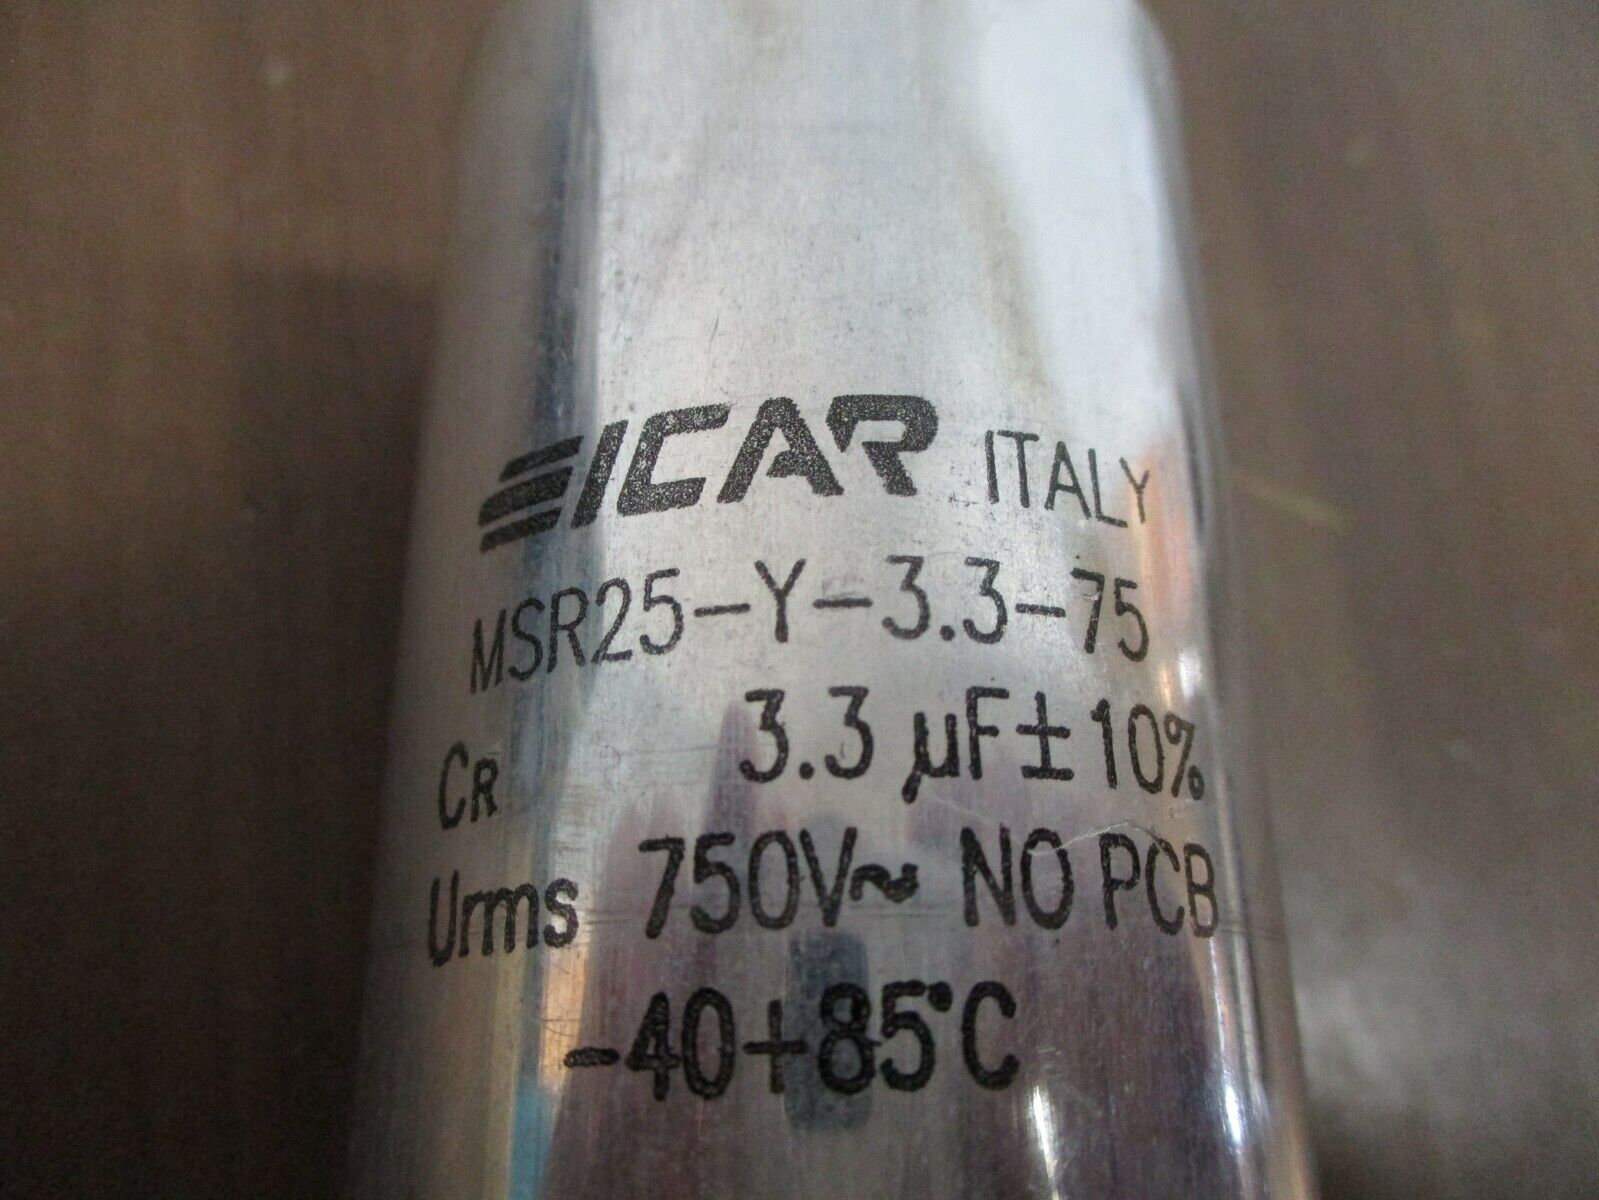 ICAR ITALY
MSR25-Y-3.3-75
CR 3.3 µF±10%
Urms 750V~ NO PCB
-40+85°C